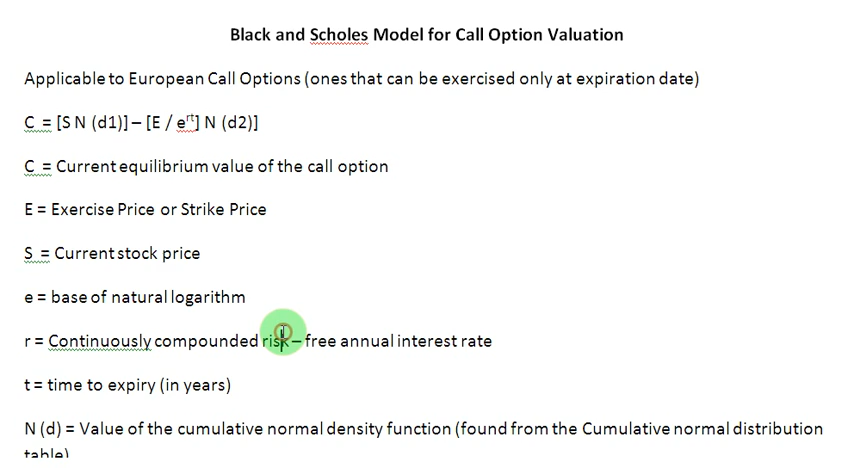 Black and Scholes Model for Call Option Valuation
Applicable to European Call Options (ones that can be exercised only at expiration date)
C = [S N (d1)] – [E / e^rt] N (d2)]
C = Current equilibrium value of the call option
E = Exercise Price or Strike Price
S = Current stock price
e = base of natural logarithm
r = Continuously compounded risk – free annual interest rate
t = time to expiry (in years)
N (d) = Value of the cumulative normal density function (found from the Cumulative normal distribution
table)